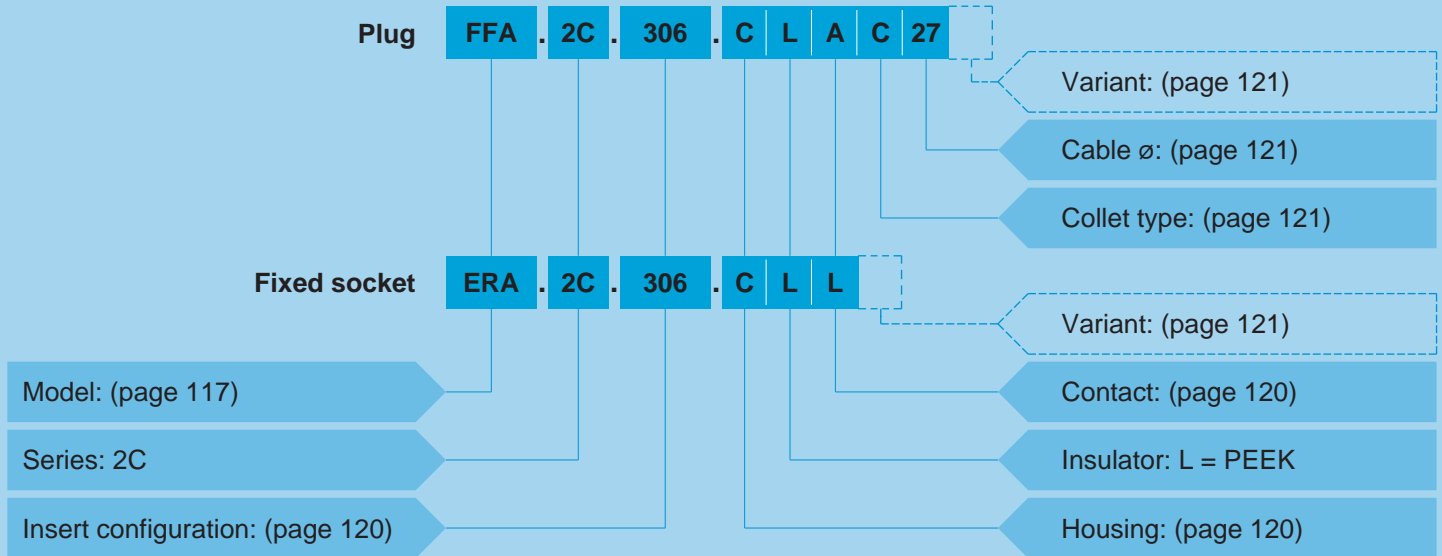 Plug FFA . 2C . 306 . C L A C 27
Variant: (page 121)
Cable ø: (page 121)
Collet type: (page 121)
Fixed socket ERA . 2C . 306 . C L L
Variant: (page 121)
Model: (page 117)
Contact: (page 120)
Series: 2C
Insulator: L = PEEK
Insert configuration: (page 120)
Housing: (page 120)